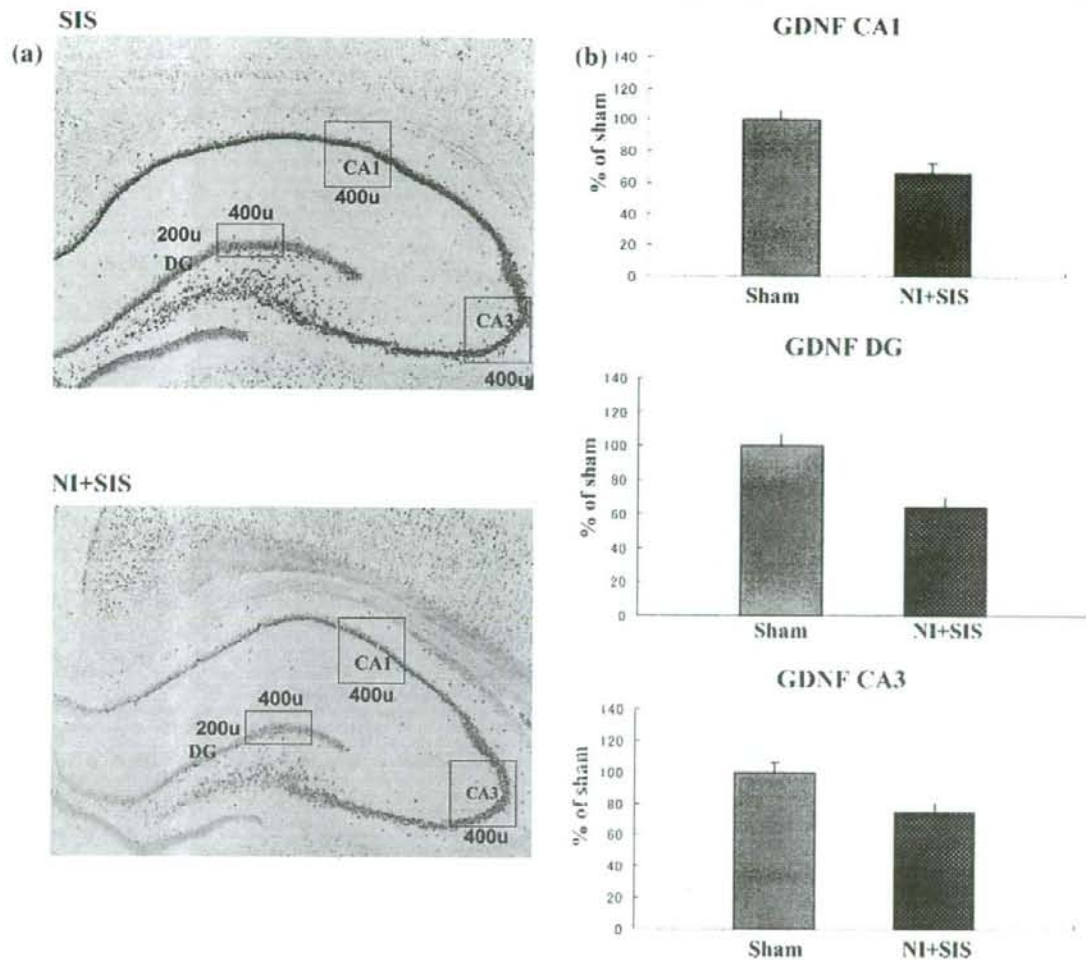 SIS
(a)
CA1
400u
400u
200u
DG
CA3
400u
NI+SIS
CA1
400u
400u
200u
DG
CA3
400u
(b)
GDNF CA1
% of sham
140
120
100
80
60
40
20
0
Sham NI+SIS
GDNF DG
% of sham
140
120
100
80
60
40
20
0
Sham NI+SIS
GDNF CA3
% of sham
140
120
100
80
60
40
20
0
Sham NI+SIS